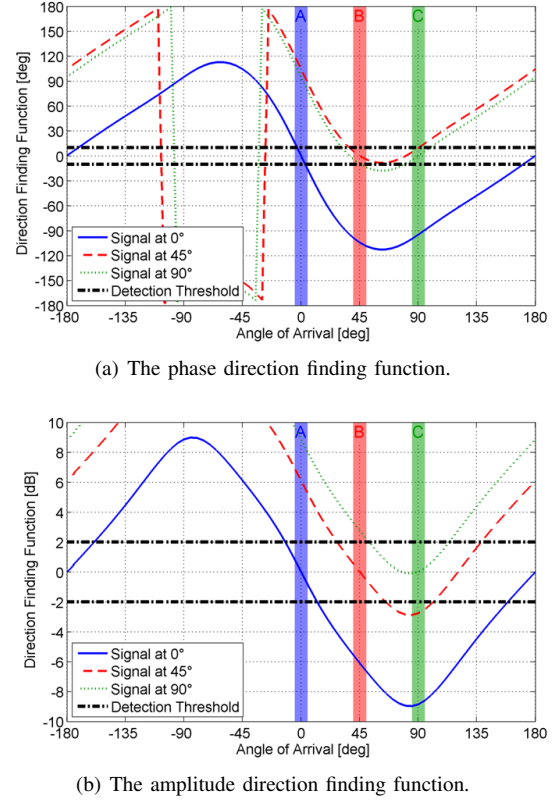 180
150
120
90
60
30
0
-30
-60
-90
-120
-150
-180
Direction Finding Function [deg]
A
B
C
Signal at 0°
Signal at 45°
Signal at 90°
Detection Threshold
-180
-135
-90
-45
0
45
90
135
180
Angle of Arrival [deg]
(a) The phase direction finding function.
10
8
6
4
2
0
-2
-4
-6
-8
-10
Direction Finding Function [dB]
A
B
C
Signal at 0°
Signal at 45°
Signal at 90°
Detection Threshold
-180
-135
-90
-45
0
45
90
135
180
Angle of Arrival [deg]
(b) The amplitude direction finding function.